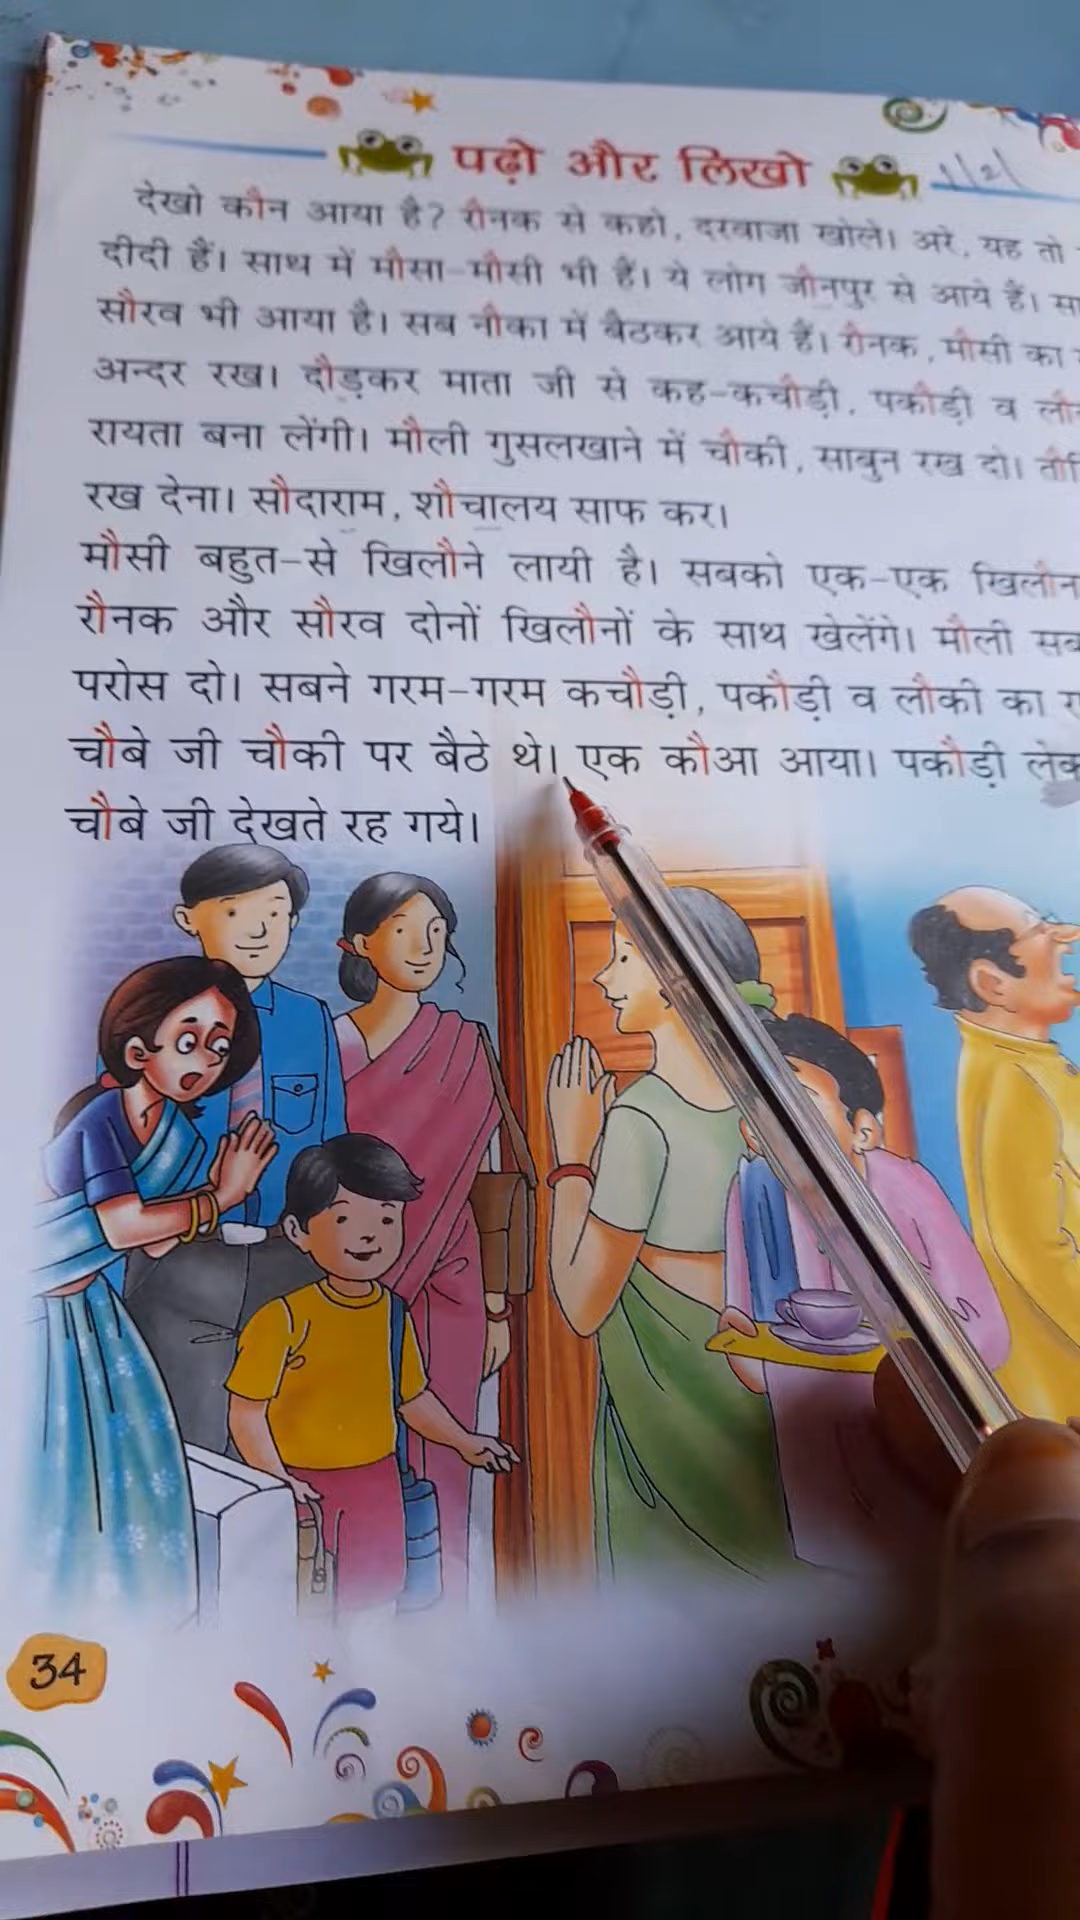 पढ़ो और लिखो
देखो कौन आया है? रौनक से कहो, दरवाजा खोले। अरे, यह तो
दीदी हैं। साथ में मौसा-मौसी भी हैं। ये लोग जौनपुर से आये हैं।
सौरव भी आया है। सब नौका में बैठकर आये हैं। रौनक, मौसी का
अन्दर रख। दौड़कर माता जी से कह-कचौड़ी, पकौड़ी व
रायता बना लेंगी। मौली गुसलखाने में चौकी, साबुन रख दो।
रख देना। सौदाराम, शौचालय साफ कर।
मौसी बहुत-से खिलौने लायी है। सबको एक-एक
रौनक और सौरव दोनों खिलौनों के साथ खेलेंगे। मौली
परोस दो। सबने गरम-गरम कचौड़ी, पकौड़ी व लौकी का
चौबे जी चौकी पर बैठे थे। एक कौआ आया। पकौड़ी
चौबे जी देखते रह गये।
34